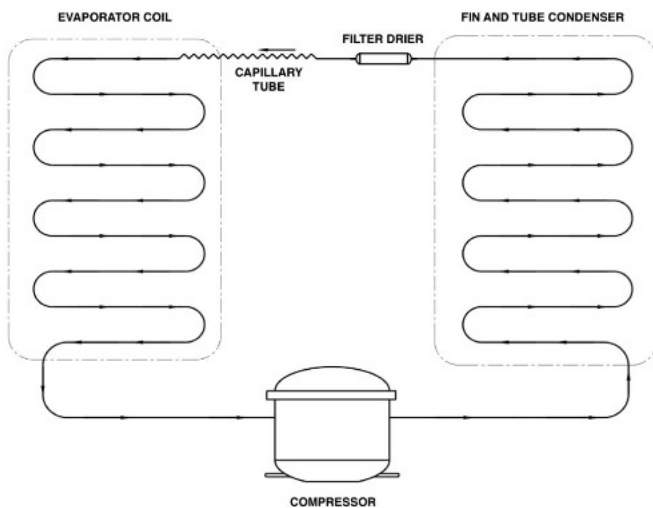 EVAPORATOR COIL
FIN AND TUBE CONDENSER
FILTER DRIER
CAPILLARY
TUBE
COMPRESSOR